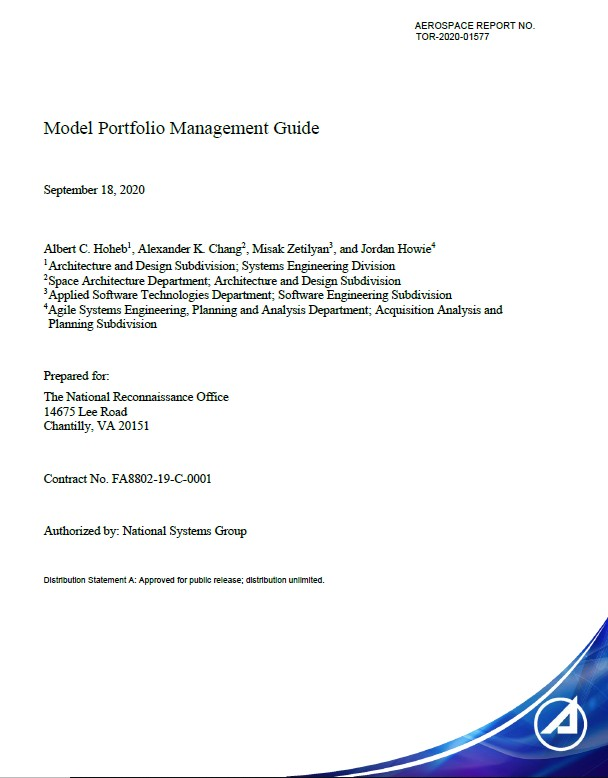 AEROSPACE REPORT NO.
TOR-2020-01577
Model Portfolio Management Guide
September 18, 2020
Albert C. Hoheb1, Alexander K. Chang2, Misak Zetilyan3, and Jordan Howie4
1Architecture and Design Subdivision; Systems Engineering Division
2Space Architecture Department; Architecture and Design Subdivision
3Applied Software Technologies Department; Software Engineering Subdivision
4Agile Systems Engineering, Planning and Analysis Department; Acquisition Analysis and
Planning Subdivision
Prepared for:
The National Reconnaissance Office
14675 Lee Road
Chantilly, VA 20151
Contract No. FA8802-19-C-0001
Authorized by: National Systems Group
Distribution Statement A: Approved for public release; distribution unlimited.